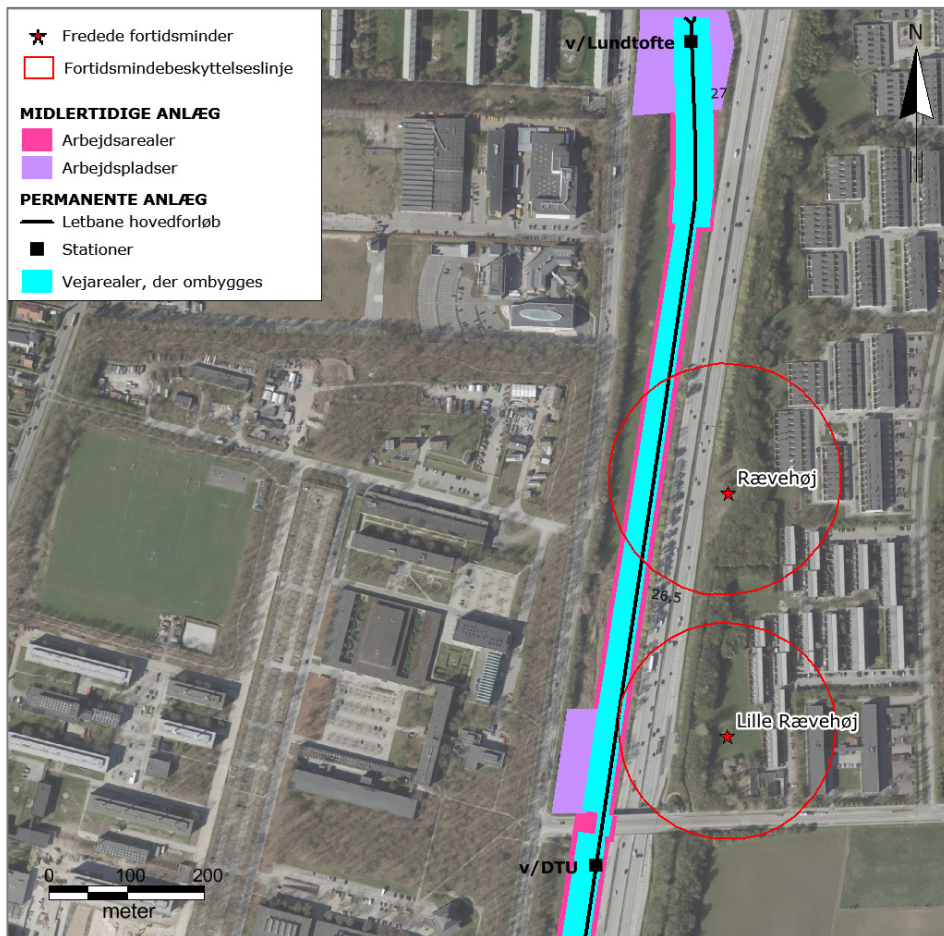 Fredede fortidsminder
Fortidsmindebeskyttelseslinje
MIDLERTIDIGE ANLÆG
Arbejdsarealer
Arbejdspladser
PERMANENTE ANLÆG
Letbane hovedforløb
Stationer
Vejarealer, der ombygges
v/Lundtofte
N
27
Rævehøj
26,5
Lille Rævehøj
v/DTU
0 100 200
meter